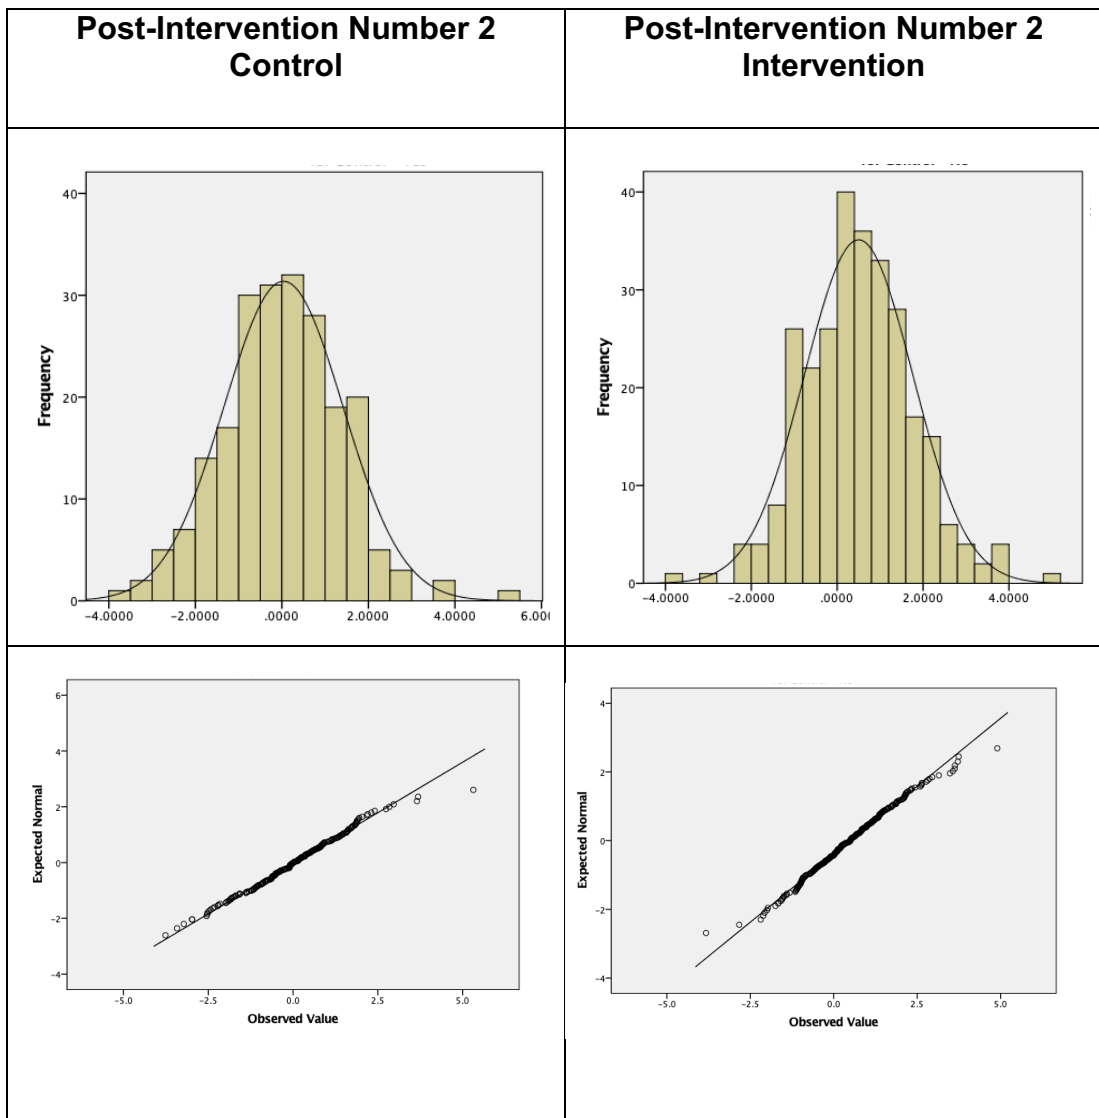 Post-Intervention Number 2
Control
Post-Intervention Number 2
Intervention
40
30
20
10
0
Frequency
-4.0000 -2.0000 .0000 2.0000 4.0000
40
30
20
10
0
Frequency
-4.0000 -2.0000 .0000 2.0000 4.0000
6
4
2
0
-2
-4
Expected Normal
-5.0 -2.5 0.0 2.5 5.0
Observed Value
4
2
0
-2
-4
Expected Normal
-5.0 -2.5 0.0 2.5 5.0
Observed Value